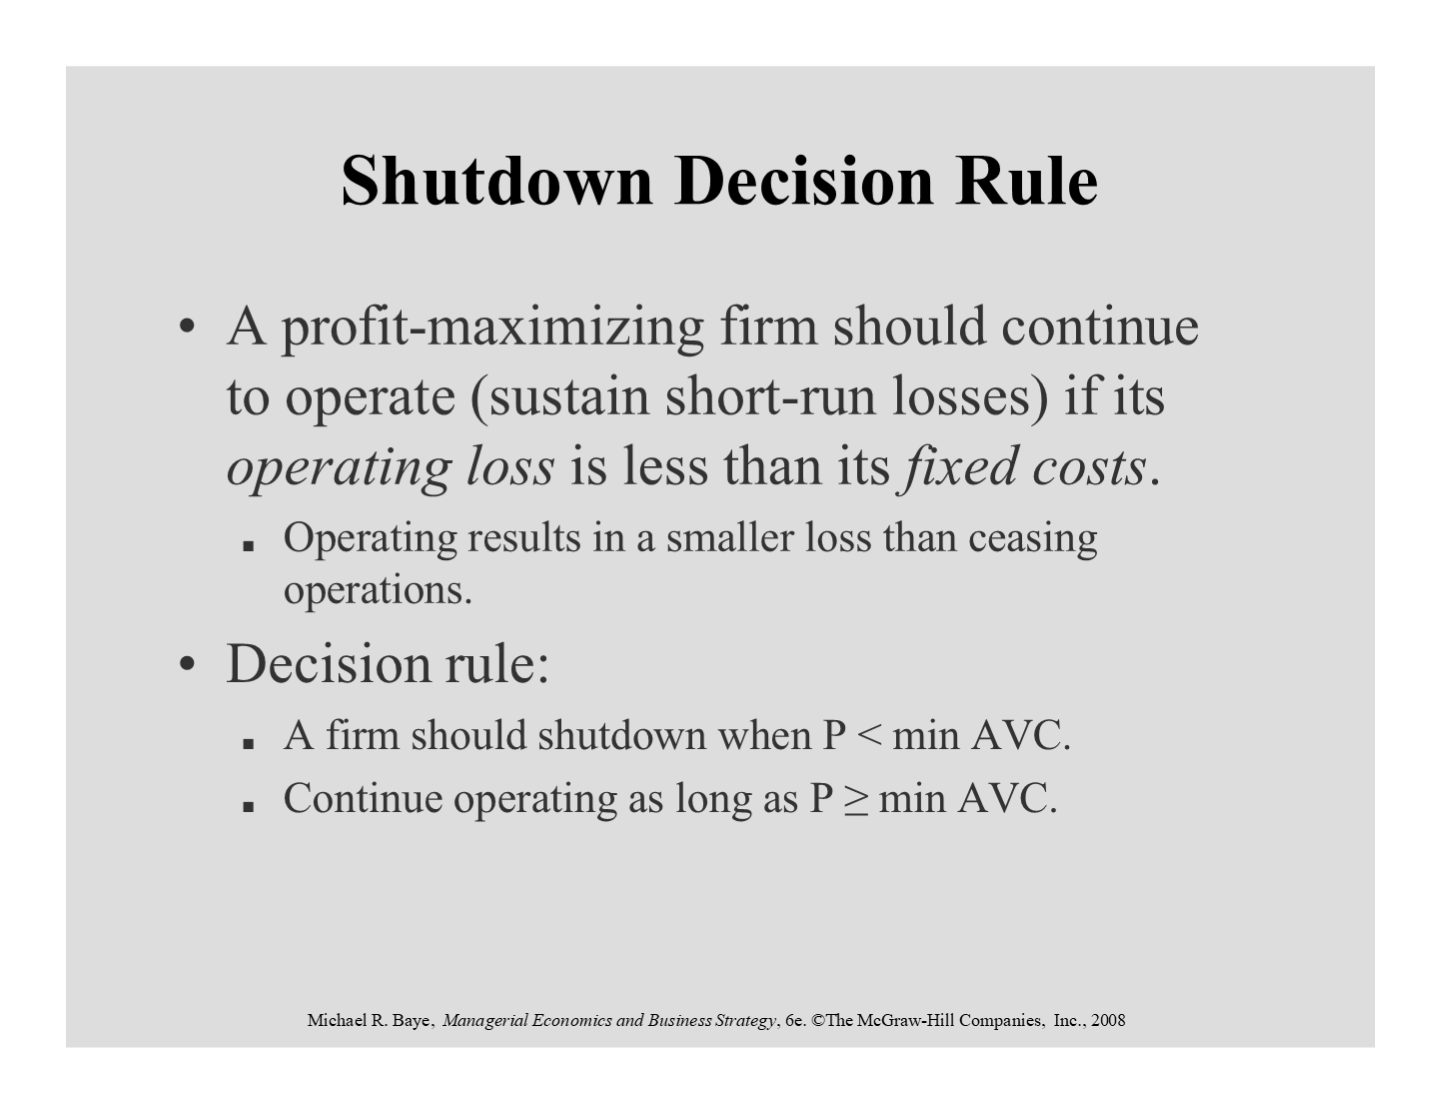 Shutdown Decision Rule
• A profit-maximizing firm should continue
to operate (sustain short-run losses) if its
operating loss is less than its fixed costs.
▪ Operating results in a smaller loss than ceasing
operations.
• Decision rule:
▪ A firm should shutdown when P < min AVC.
▪ Continue operating as long as P ≥ min AVC.
Michael R. Baye, Managerial Economics and Business Strategy, 6e. ©The McGraw-Hill Companies, Inc., 2008